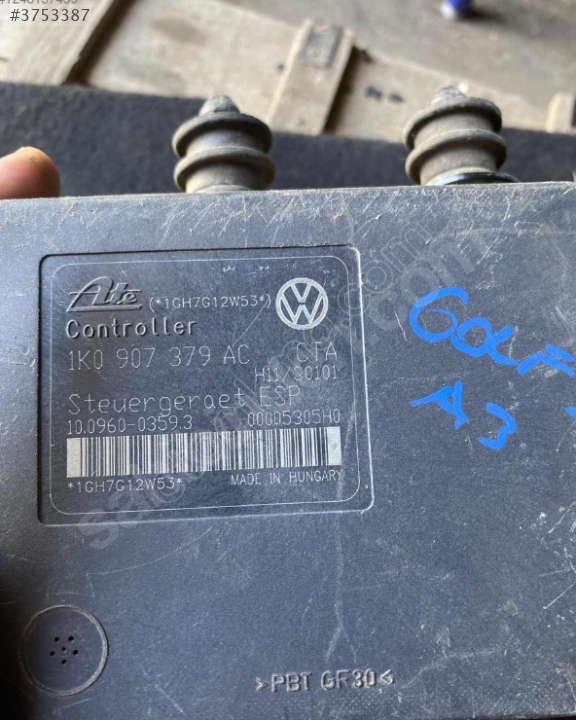 #3753387
Ate (*1GH7G12W53*)
Controller
1K0 907 379 AC CTA
H11/S0101
Steuergeraet ESP
10.0960-0359.3 00005305H0
*1GH7G12W53* MADE IN HUNGARY
GOLF
A3
>PBT GF30<